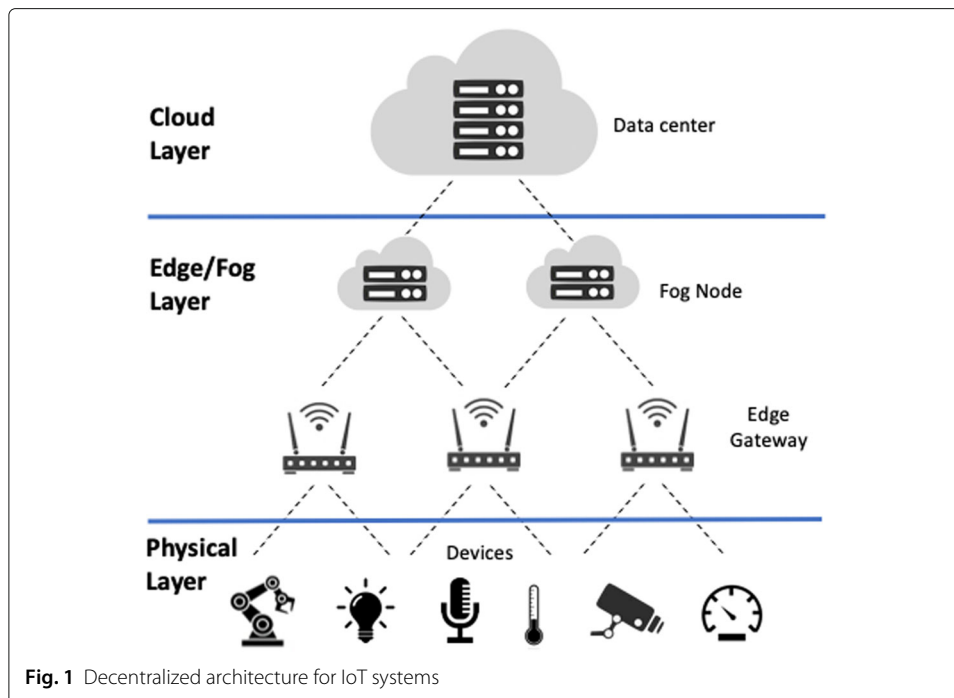 Cloud
Layer
Data center
Edge/Fog
Layer
Fog Node
Edge
Gateway
Physical
Layer
Devices
Fig. 1 Decentralized architecture for IoT systems